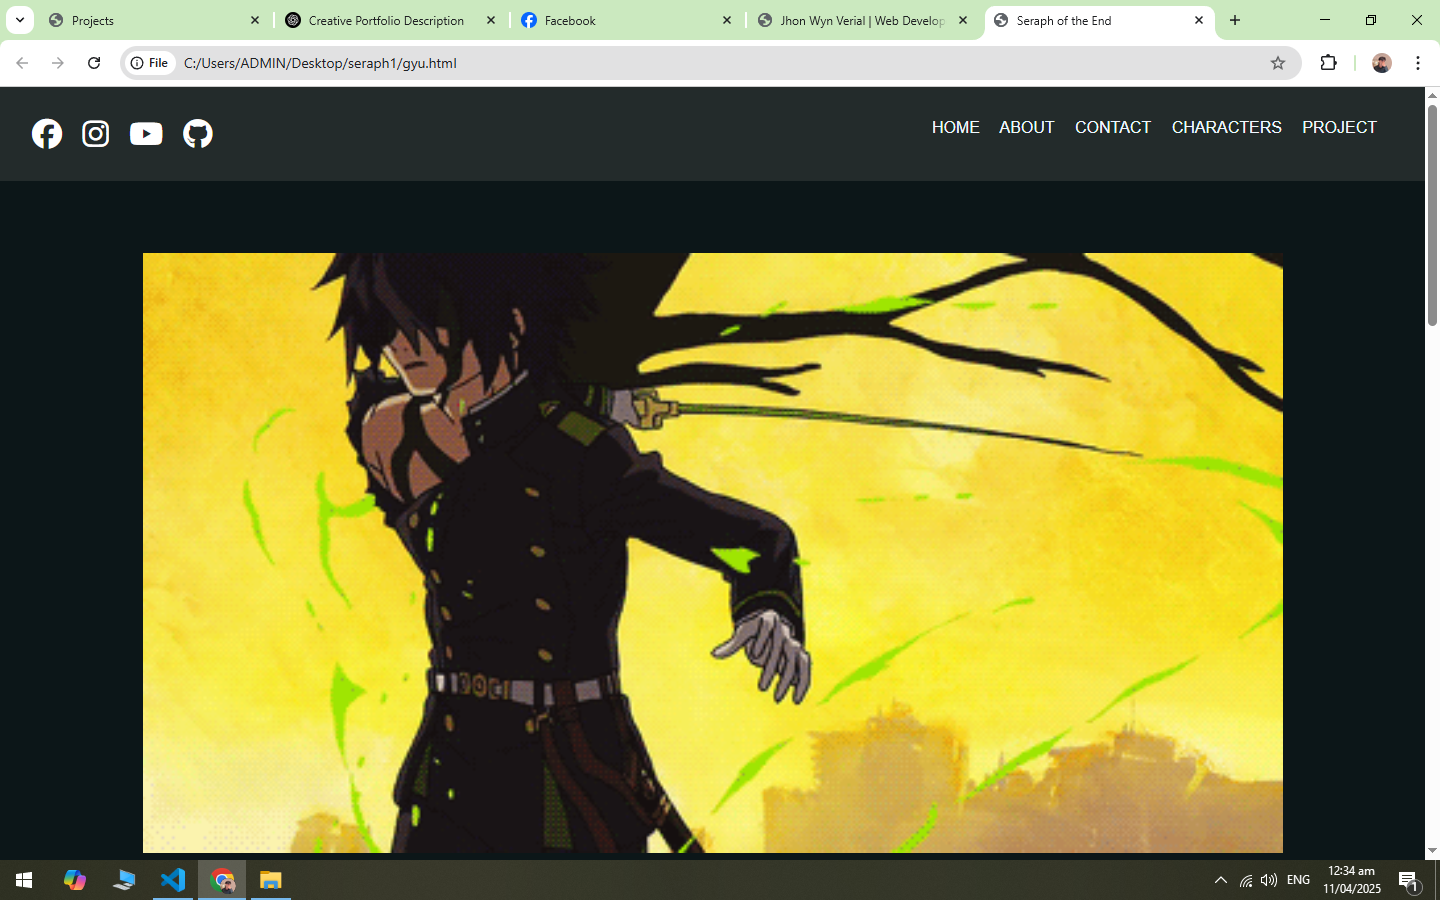 Projects
Creative Portfolio Description
Facebook
Jhon Wyn Verial | Web Develop
Seraph of the End
File
C:/Users/ADMIN/Desktop/seraph1/gyu.html
HOME ABOUT CONTACT CHARACTERS PROJECT
ENG
12:34 am
11/04/2025
1